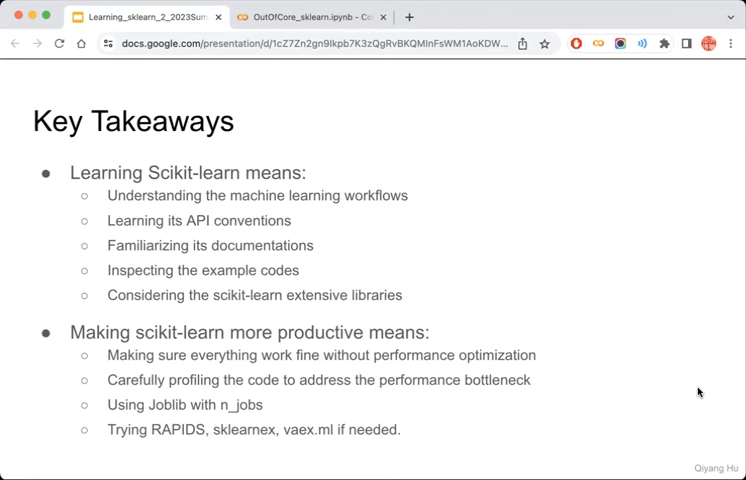 Learning_sklearn_2_2023Sum
OutOfCore_sklearn.ipynb - Col
docs.google.com/presentation/d/1cZ7Zn2gn9Ikpb7K3zQgRvBKQMlnFsWM1AoKDW...
Key Takeaways
● Learning Scikit-learn means:
○ Understanding the machine learning workflows
○ Learning its API conventions
○ Familiarizing its documentations
○ Inspecting the example codes
○ Considering the scikit-learn extensive libraries
● Making scikit-learn more productive means:
○ Making sure everything work fine without performance optimization
○ Carefully profiling the code to address the performance bottleneck
○ Using Joblib with n_jobs
○ Trying RAPIDS, sklearnex, vaex.ml if needed.
Qiyang Hu